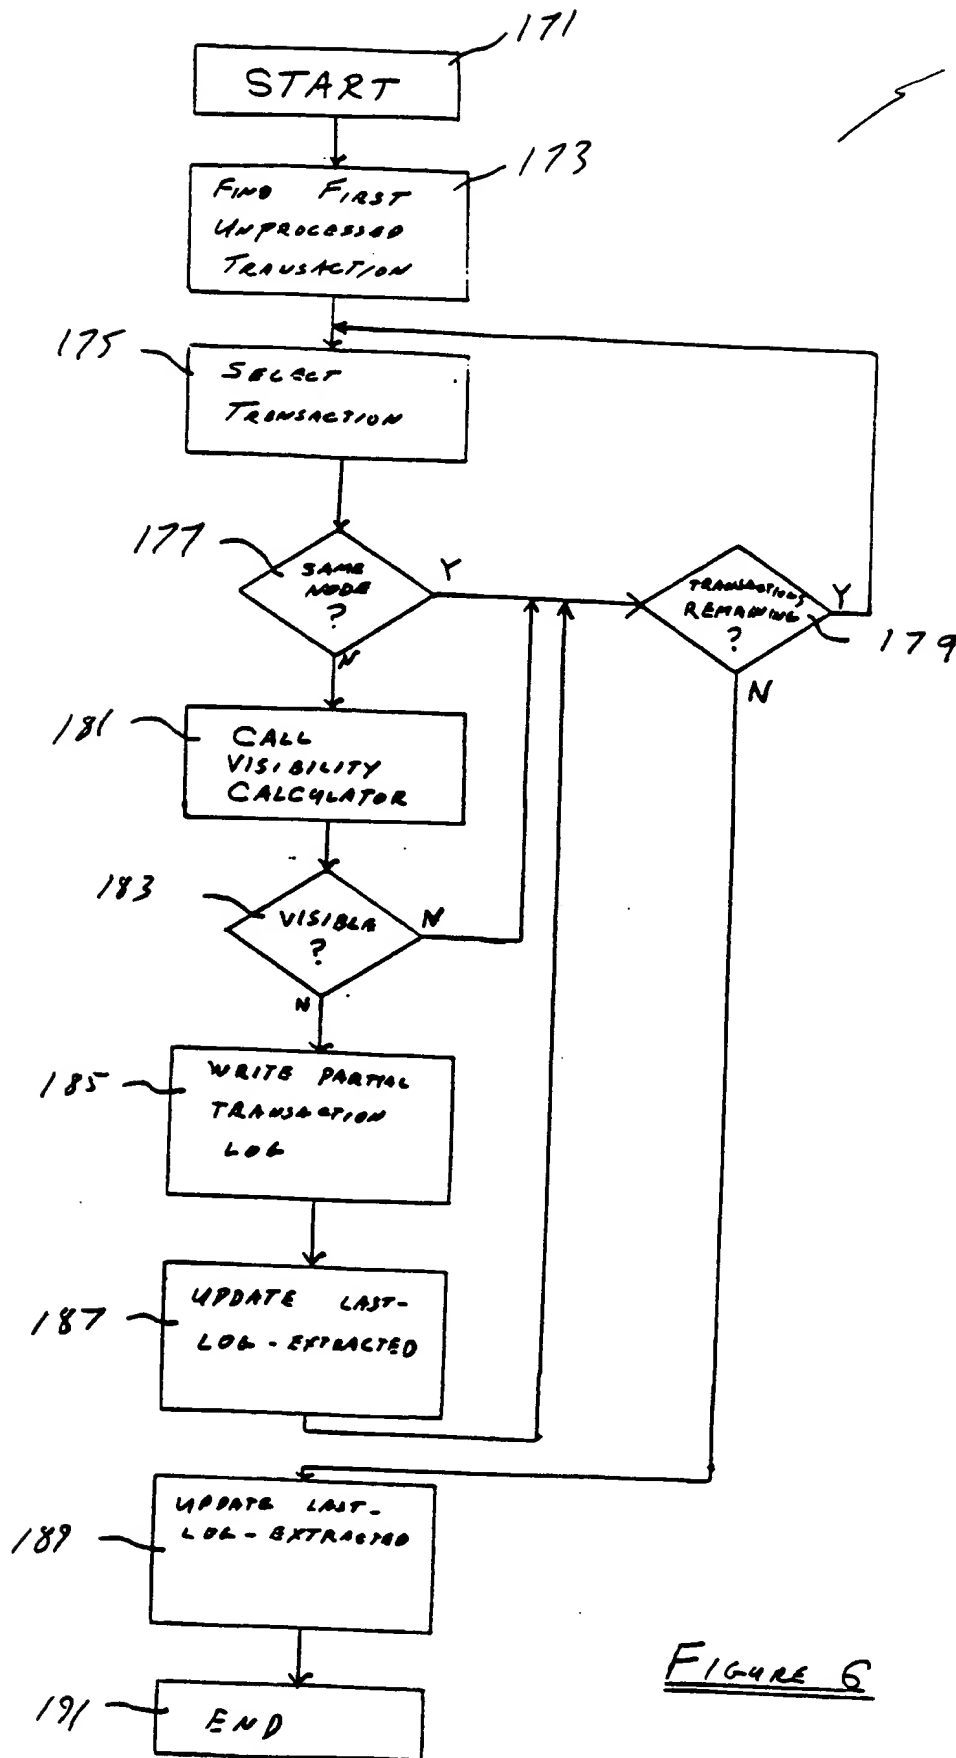 171
START
173
FIND FIRST
UNPROCESSED
TRANSACTION
175
SELECT
TRANSACTION
177
SAME
NODE
?
Y
N
TRANSACTIONS
REMAINING
?
Y
179
N
181
CALL
VISIBILITY
CALCULATOR
183
VISIBLE
?
N
N
185
WRITE PARTIAL
TRANSACTION
LOG
187
UPDATE LAST-
LOG-EXTRACTED
189
UPDATE LAST-
LOG-EXTRACTED
191
END
FIGURE 6